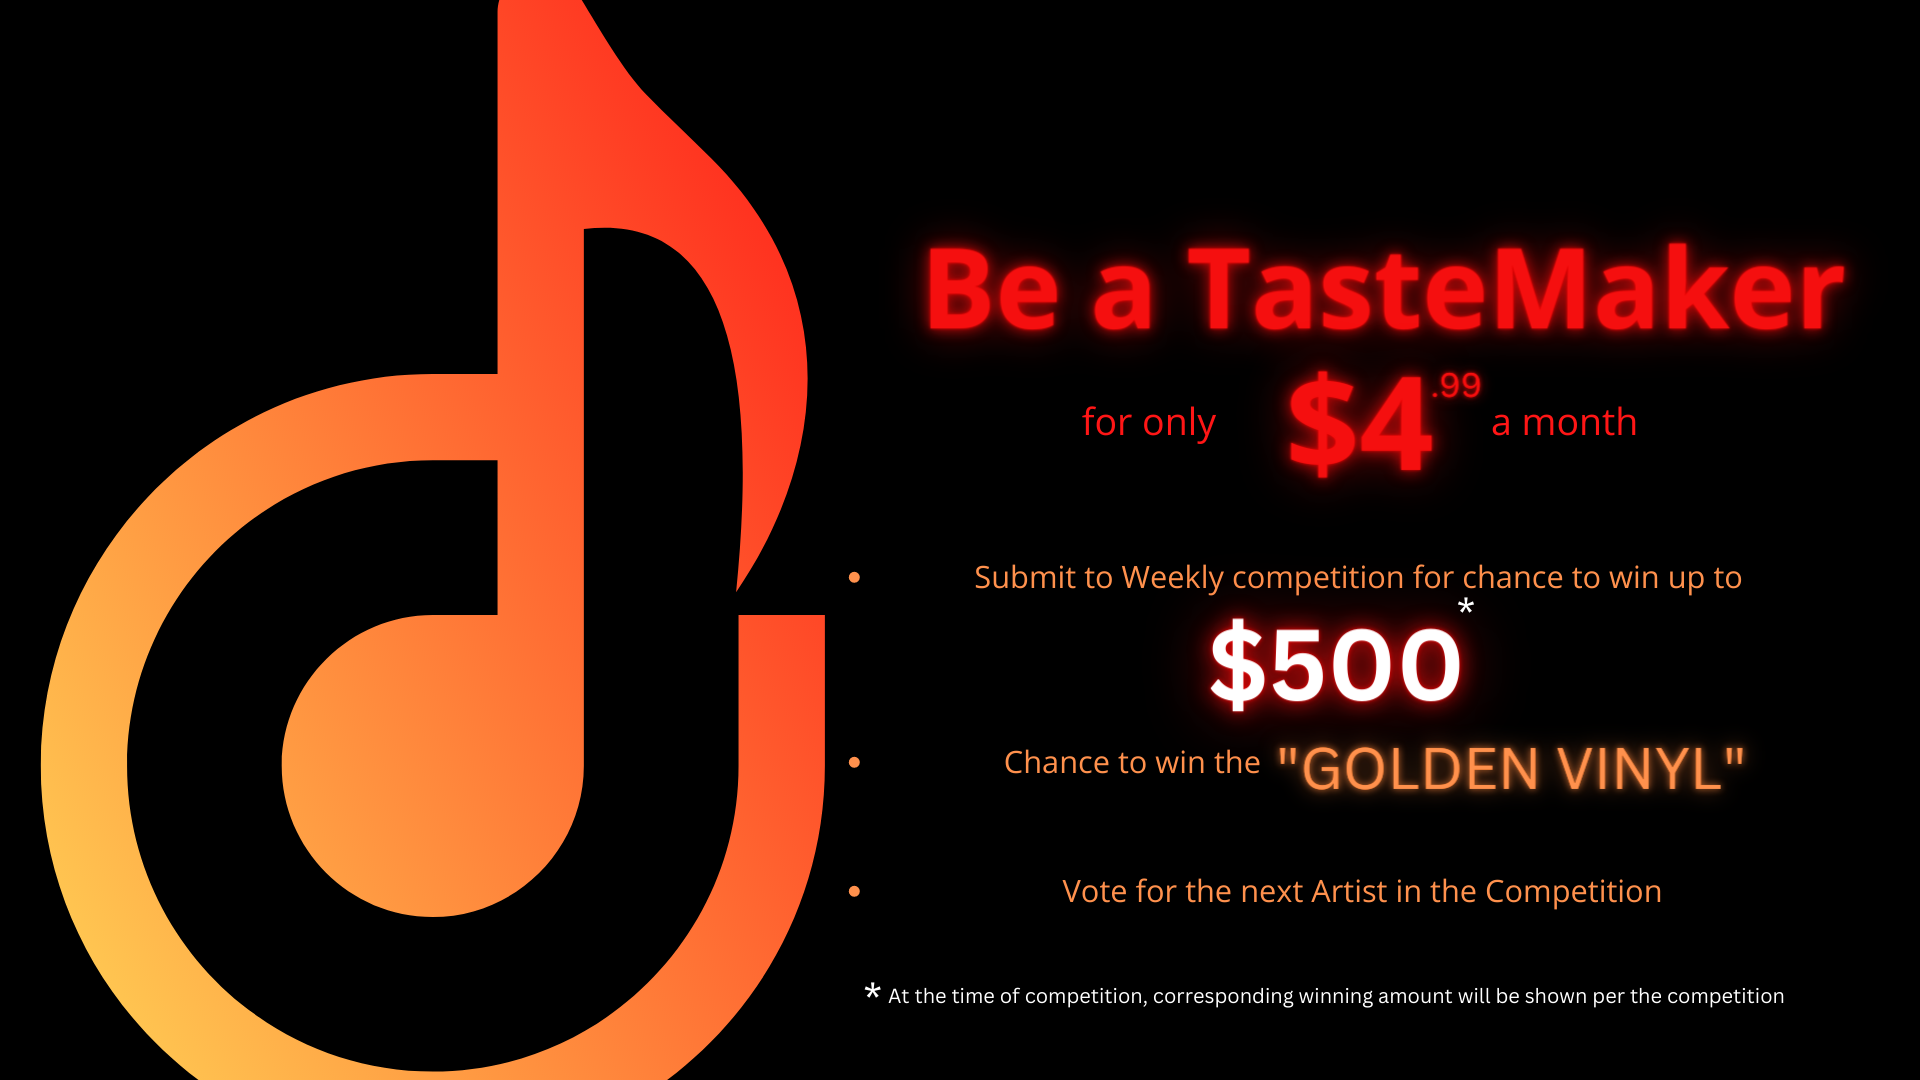 Be a TasteMaker
for only $4.99 a month
• Submit to Weekly competition for chance to win up to
$500*
• Chance to win the "GOLDEN VINYL"
• Vote for the next Artist in the Competition
* At the time of competition, corresponding winning amount will be shown per the competition